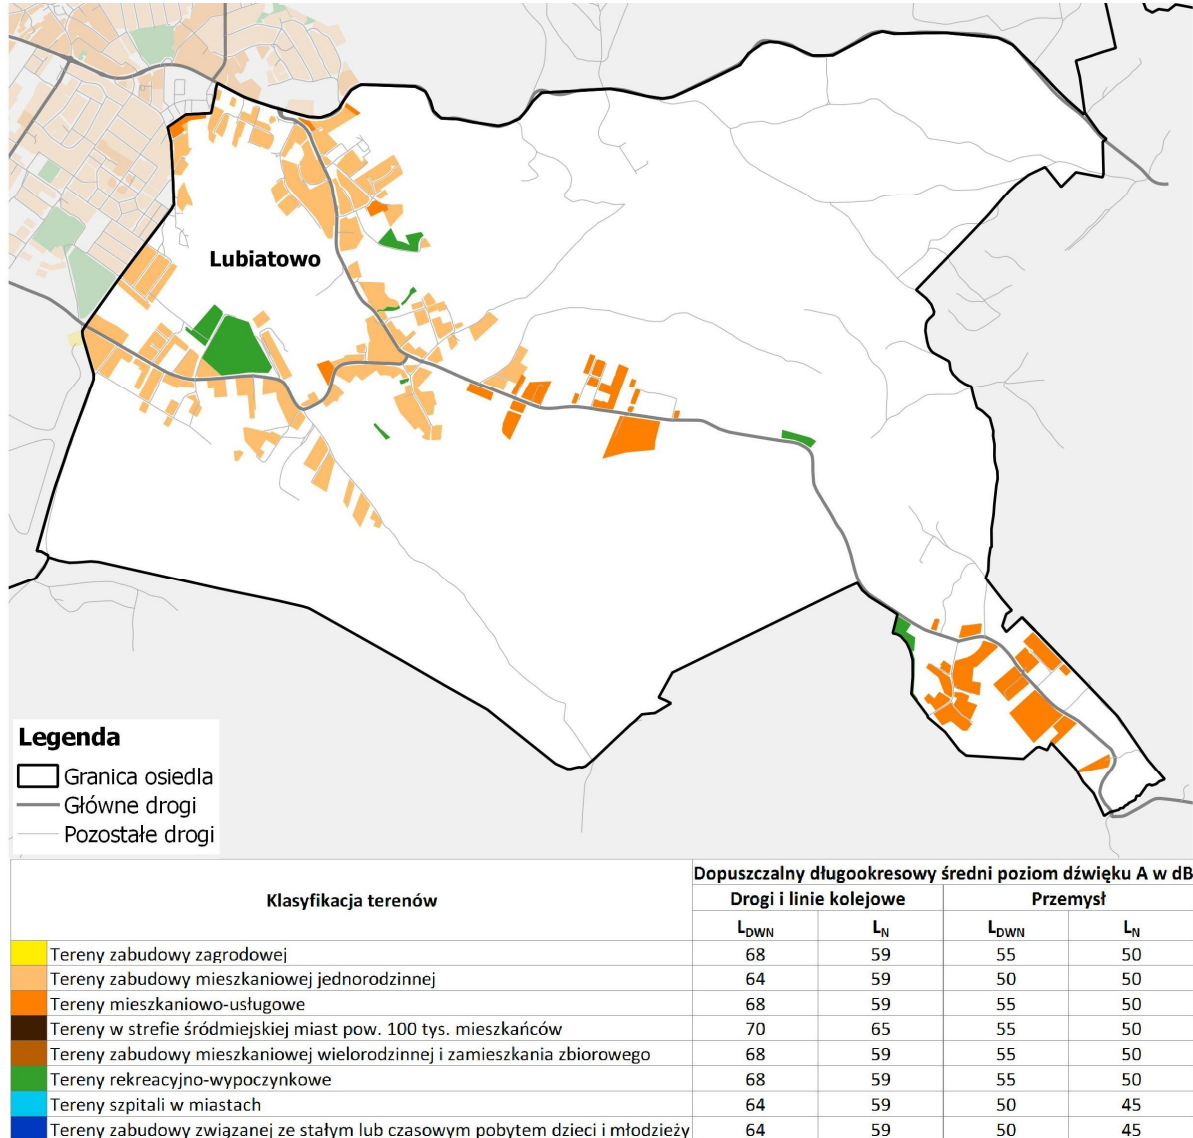 Lubiatowo
Legenda
Granica osiedla
Główne drogi
Pozostałe drogi
Klasyfikacja terenów
Dopuszczalny długookresowy średni poziom dźwięku A w dB
Drogi i linie kolejowe Przemysł
LDWN LN LDWN LN
Tereny zabudowy zagrodowej 68 59 55 50
Tereny zabudowy mieszkaniowej jednorodzinnej 64 59 50 50
Tereny mieszkaniowo-usługowe 68 59 55 50
Tereny w strefie śródmiejskiej miast pow. 100 tys. mieszkańców 70 65 55 50
Tereny zabudowy mieszkaniowej wielorodzinnej i zamieszkania zbiorowego 68 59 55 50
Tereny rekreacyjno-wypoczynkowe 68 59 55 50
Tereny szpitali w miastach 64 59 50 45
Tereny zabudowy związanej ze stałym lub czasowym pobytem dzieci i młodzieży 64 59 50 45